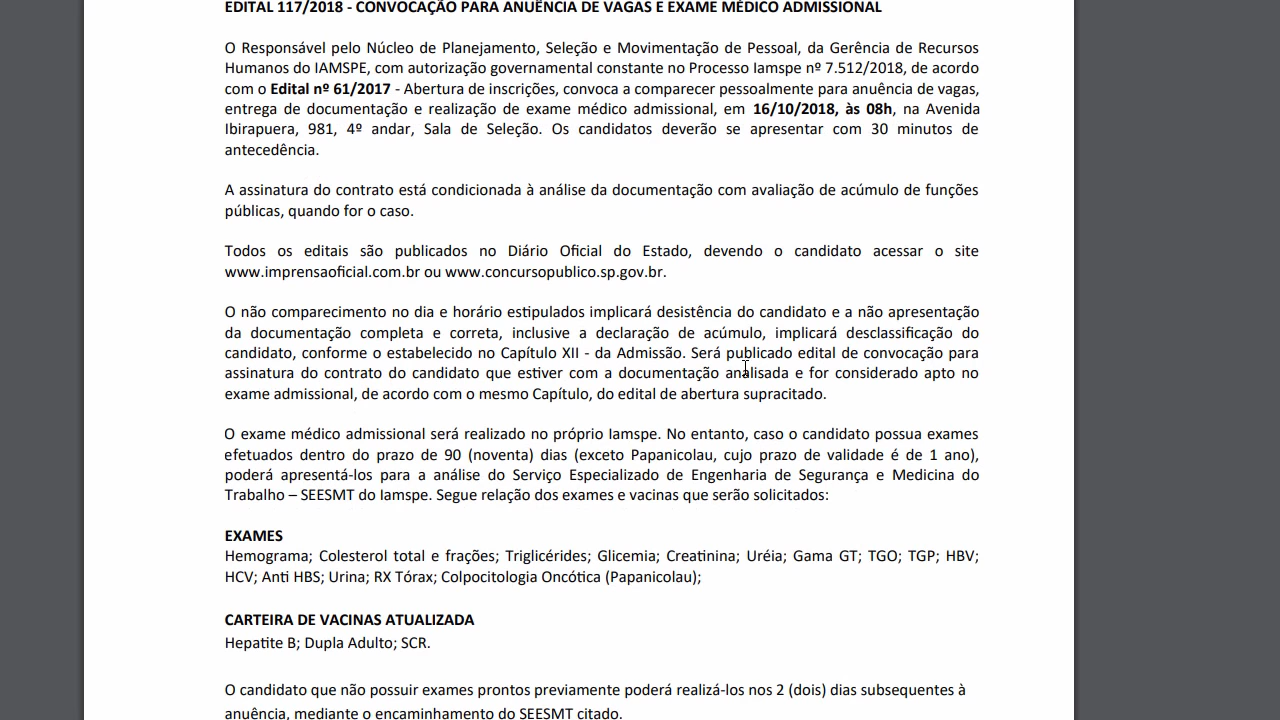 EDITAL 117/2018 - CONVOCAÇÃO PARA ANUÊNCIA DE VAGAS E EXAME MÉDICO ADMISSIONAL
O Responsável pelo Núcleo de Planejamento, Seleção e Movimentação de Pessoal, da Gerência de Recursos
Humanos do IAMSPE, com autorização governamental constante no Processo Iamspe nº 7.512/2018, de acordo
com o Edital nº 61/2017 - Abertura de inscrições, convoca a comparecer pessoalmente para anuência de vagas,
entrega de documentação e realização de exame médico admissional, em 16/10/2018, às 08h, na Avenida
Ibirapuera, 981, 4º andar, Sala de Seleção. Os candidatos deverão se apresentar com 30 minutos de
antecedência.
A assinatura do contrato está condicionada à análise da documentação com avaliação de acúmulo de funções
públicas, quando for o caso.
Todos os editais são publicados no Diário Oficial do Estado, devendo o candidato acessar o site
www.imprensaoficial.com.br ou www.concursopublico.sp.gov.br.
O não comparecimento no dia e horário estipulados implicará desistência do candidato e a não apresentação
da documentação completa e correta, inclusive a declaração de acúmulo, implicará desclassificação do
candidato, conforme o estabelecido no Capítulo XII - da Admissão. Será publicado edital de convocação para
assinatura do contrato do candidato que estiver com a documentação analisada e for considerado apto no
exame admissional, de acordo com o mesmo Capítulo, do edital de abertura supracitado.
O exame médico admissional será realizado no próprio Iamspe. No entanto, caso o candidato possua exames
efetuados dentro do prazo de 90 (noventa) dias (exceto Papanicolau, cujo prazo de validade é de 1 ano),
poderá apresentá-los para a análise do Serviço Especializado de Engenharia de Segurança e Medicina do
Trabalho – SEESMT do Iamspe. Segue relação dos exames e vacinas que serão solicitados:
EXAMES
Hemograma; Colesterol total e frações; Triglicérides; Glicemia; Creatinina; Uréia; Gama GT; TGO; TGP; HBV;
HCV; Anti HBS; Urina; RX Tórax; Colpocitologia Oncótica (Papanicolau);
CARTEIRA DE VACINAS ATUALIZADA
Hepatite B; Dupla Adulto; SCR.
O candidato que não possuir exames prontos previamente poderá realizá-los nos 2 (dois) dias subsequentes à
anuência, mediante o encaminhamento do SEESMT citado.